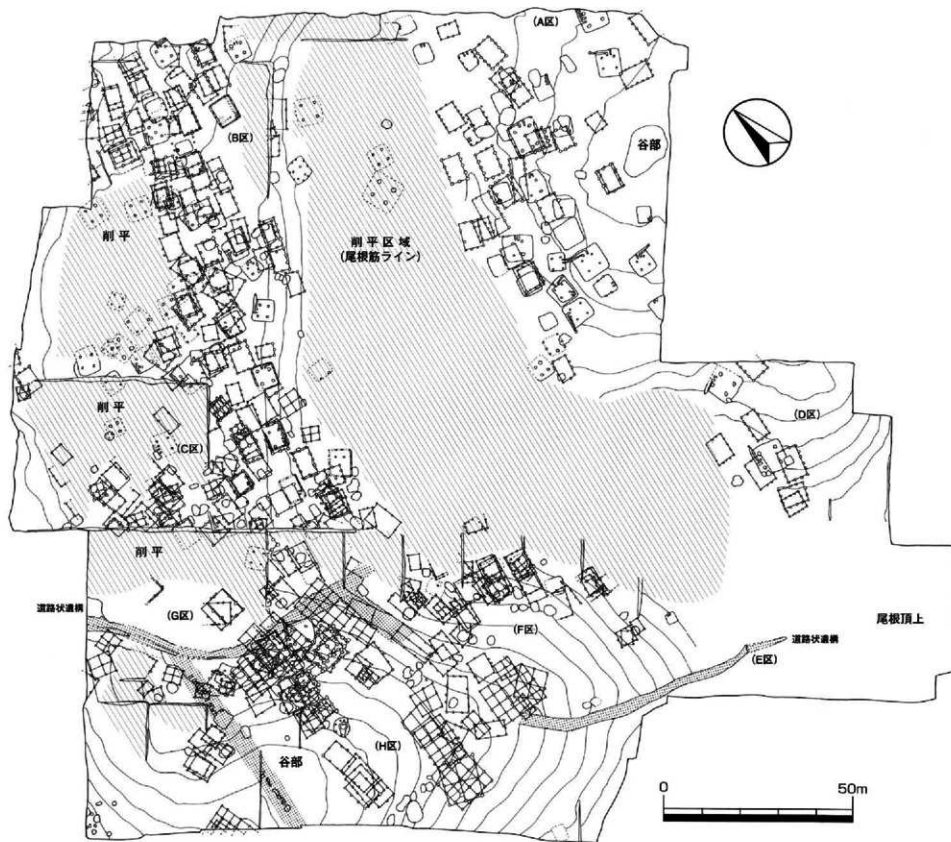 (A区)
(B区)
谷部
削平
削平区域
(尾根筋ライン)
削平
(C区)
(D区)
削平
道路状遺構
(G区)
(F区)
尾根頂上
道路状遺構
(E区)
(H区)
谷部
0
50m